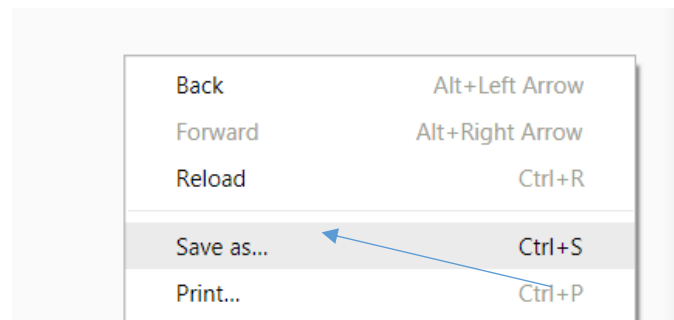 Back Alt+Left Arrow
Forward Alt+Right Arrow
Reload Ctrl+R
Save as... Ctrl+S
Print... Ctrl+P